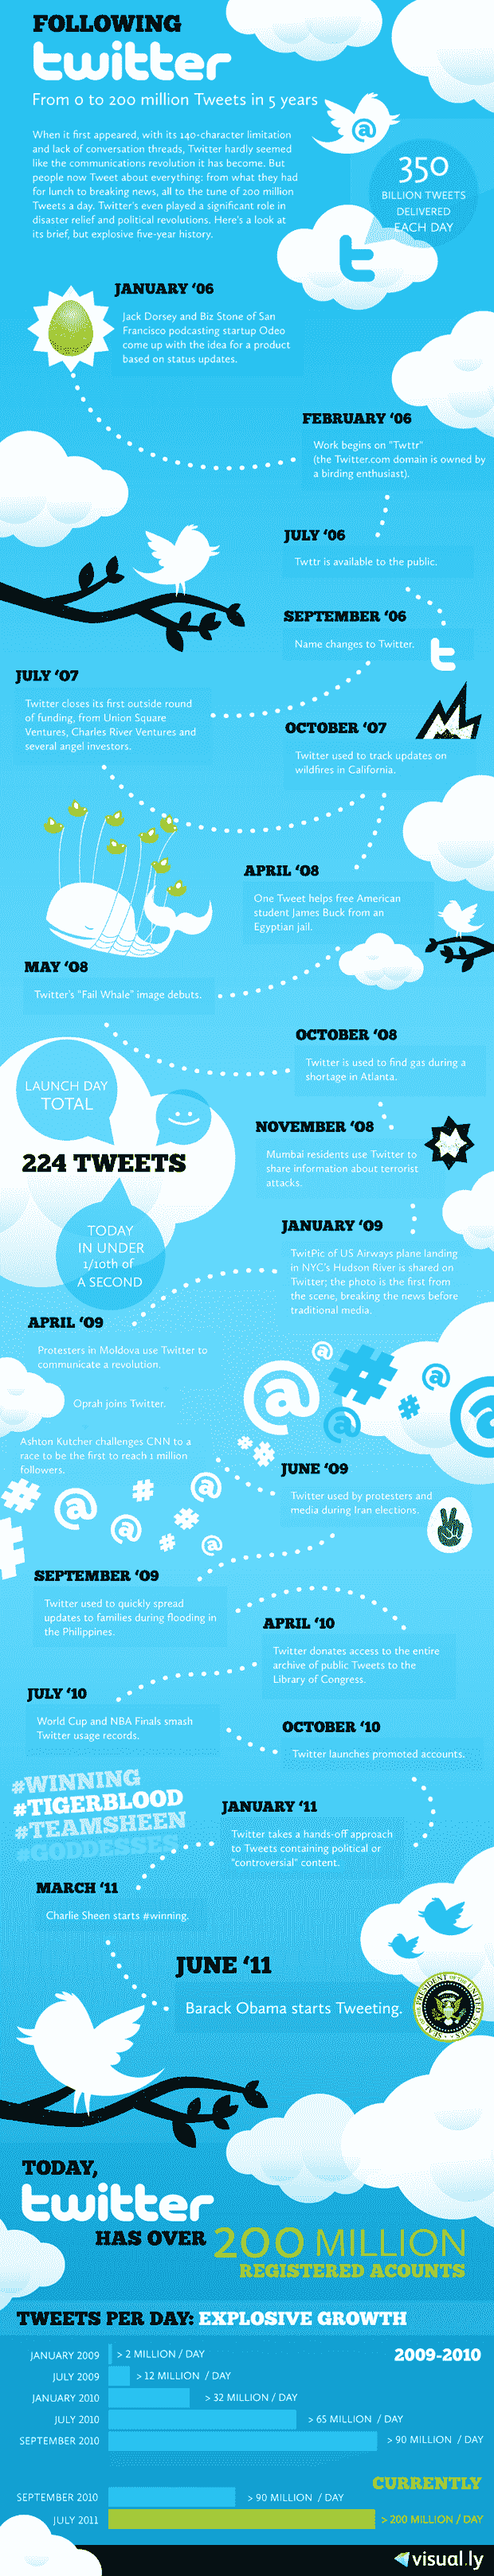 FOLLOWING
twitter
From 0 to 200 million Tweets in 5 years
When it first appeared, with its 140-character limitation
and lack of conversation threads, Twitter hardly seemed
like the communications revolution it has become. But
people now Tweet about everything: from what they had
for lunch to breaking news, all to the tune of 200 million
Tweets a day. Twitter's even played a significant role in
disaster relief and political revolutions. Here's a look at
its brief, but explosive five-year history.
@
350
BILLION TWEETS
DELIVERED
EACH DAY
t
JANUARY '06
Jack Dorsey and Biz Stone of San
Francisco podcasting startup Odeo
come up with the idea for a product
based on status updates.
FEBRUARY '06
Work begins on "Twttr"
(the Twitter.com domain is owned by
a birding enthusiast).
JULY '06
Twttr is available to the public.
SEPTEMBER '06
Name changes to Twitter.
t
JULY '07
Twitter closes its first outside round
of funding, from Union Square
Ventures, Charles River Ventures and
several angel investors.
OCTOBER '07
Twitter used to track updates on
wildfires in California.
APRIL '08
One Tweet helps free American
student James Buck from an
Egyptian jail.
MAY '08
Twitter's "Fail Whale" image debuts.
OCTOBER '08
Twitter is used to find gas during a
shortage in Atlanta.
LAUNCH DAY
TOTAL
224 TWEETS
TODAY
IN UNDER
1/10th of
A SECOND
NOVEMBER '08
Mumbai residents use Twitter to
share information about terrorist
attacks.
JANUARY '09
TwitPic of US Airways plane landing
in NYC's Hudson River is shared on
Twitter; the photo is the first from
the scene, breaking the news before
traditional media.
APRIL '09
Protesters in Moldova use Twitter to
communicate a revolution.
Oprah joins Twitter.
Ashton Kutcher challenges CNN to a
race to be the first to reach 1 million
followers.
JUNE '09
Twitter used by protesters and
media during Iran elections.
SEPTEMBER '09
Twitter used to quickly spread
updates to families during flooding in
the Philippines.
APRIL '10
Twitter donates access to the entire
archive of public Tweets to the
Library of Congress.
JULY '10
World Cup and NBA Finals smash
Twitter usage records.
OCTOBER '10
Twitter launches promoted accounts.
#WINNING
#TIGERBLOOD
#TEAMSHEEN
#GODDESSES
JANUARY '11
Twitter takes a hands-off approach
to Tweets containing political or
"controversial" content.
MARCH '11
Charlie Sheen starts #winning.
JUNE '11
Barack Obama starts Tweeting.
TODAY,
twitter
HAS OVER 200 MILLION
REGISTERED ACOUNTS
TWEETS PER DAY: EXPLOSIVE GROWTH
2009-2010
JANUARY 2009 > 2 MILLION / DAY
JULY 2009 > 12 MILLION / DAY
JANUARY 2010 > 32 MILLION / DAY
JULY 2010 > 65 MILLION / DAY
SEPTEMBER 2010 > 90 MILLION / DAY
CURRENTLY
SEPTEMBER 2010 > 90 MILLION / DAY
JULY 2011 > 200 MILLION / DAY
visual.ly